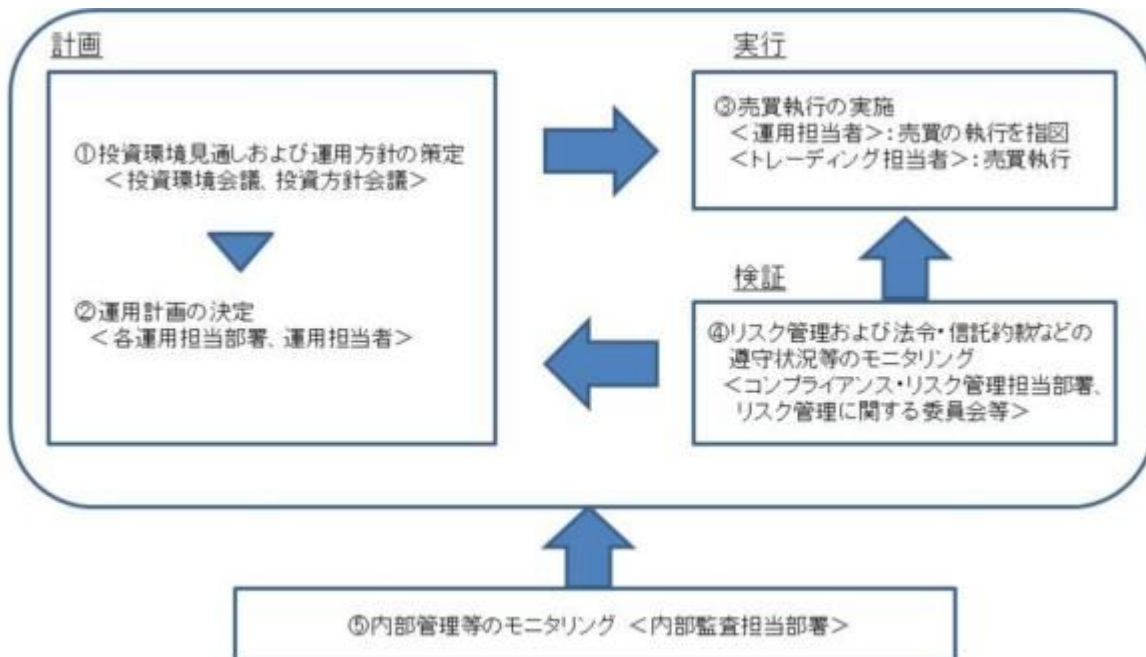 計画
①投資環境見通しおよび運用方針の策定
＜投資環境会議、投資方針会議＞
②運用計画の決定
＜各運用担当部署、運用担当者＞
実行
③売買執行の実施
＜運用担当者＞：売買の執行を指図
＜トレーディング担当者＞：売買執行
検証
④リスク管理および法令・信託約款などの
遵守状況等のモニタリング
＜コンプライアンス・リスク管理担当部署、
リスク管理に関する委員会等＞
⑤内部管理等のモニタリング ＜内部監査担当部署＞